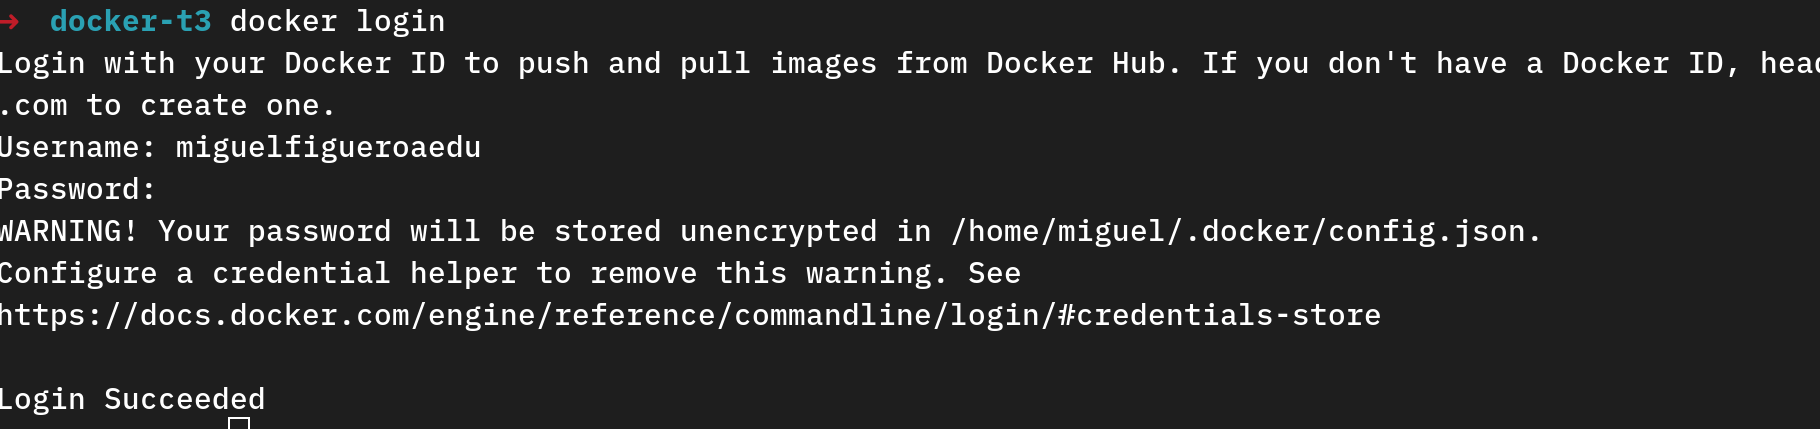 → docker-t3 docker login
Login with your Docker ID to push and pull images from Docker Hub. If you don't have a Docker ID, head
.com to create one.
Username: miguelfigueroaedu
Password:
WARNING! Your password will be stored unencrypted in /home/miguel/.docker/config.json.
Configure a credential helper to remove this warning. See
https://docs.docker.com/engine/reference/commandline/login/#credentials-store
Login Succeeded